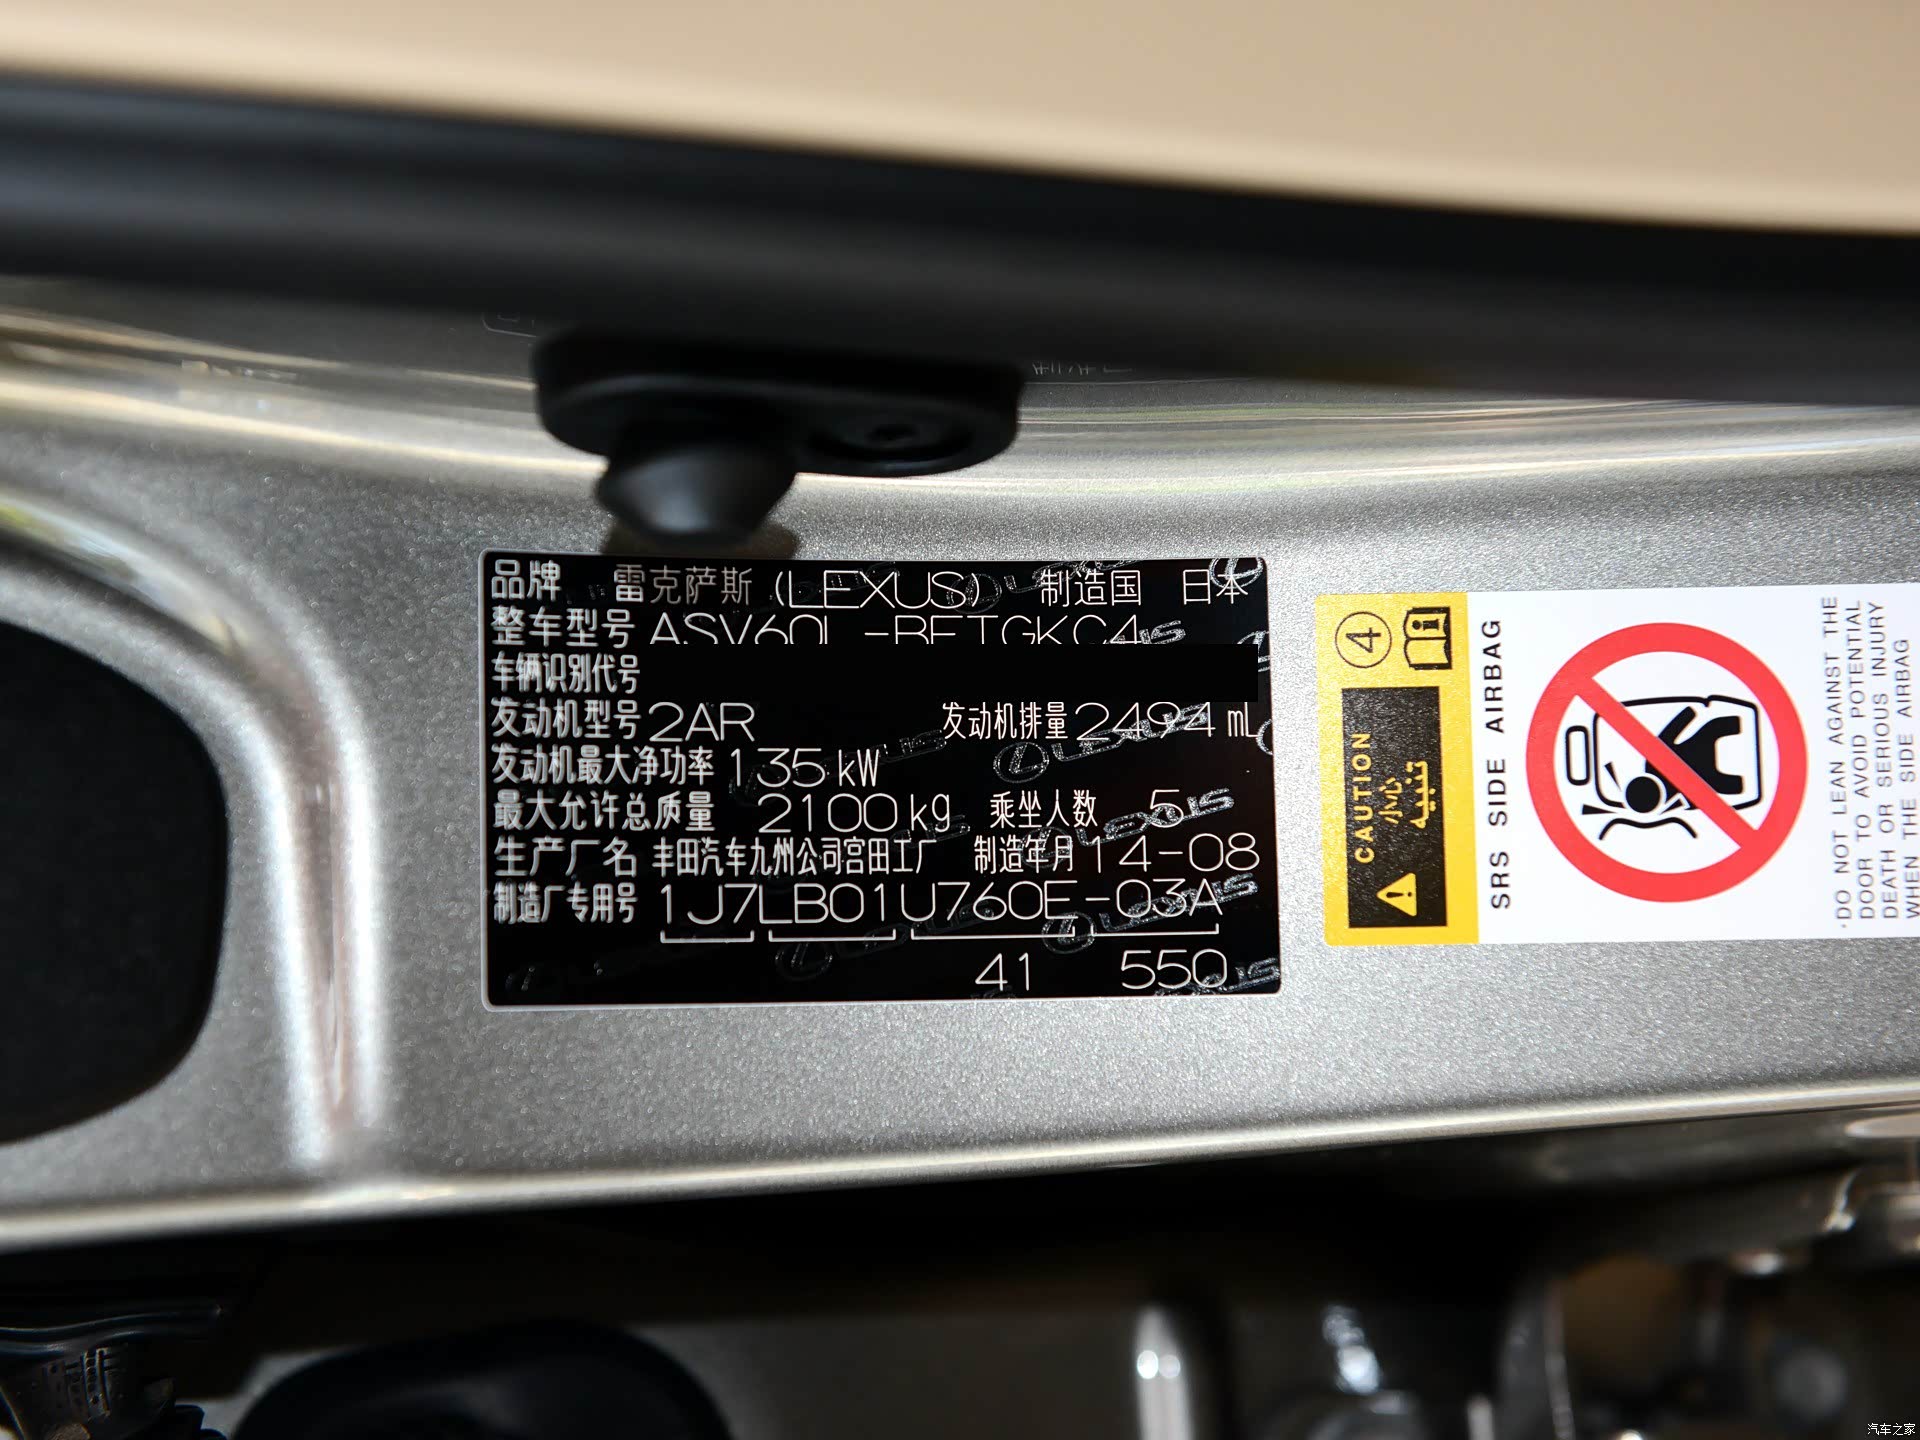 品牌 雷克萨斯 (LEXUS) 制造国 日本
整车型号 ASV60L-BETGKC4
车辆识别代号
发动机型号 2AR 发动机排量 2494 mL
发动机最大净功率 135 kW
最大允许总质量 2100 kg 乘坐人数 5
生产厂名 丰田汽车九州公司宫田工厂 制造年月 14-08
制造厂专用号 1J7LB01U760E-03A
41 550
4
CAUTION
小心
تنبيه
SRS SIDE AIRBAG
·DO NOT LEAN AGAINST THE
DOOR TO AVOID POTENTIAL
DEATH OR SERIOUS INJURY
WHEN THE SIDE AIRBAG
汽车之家